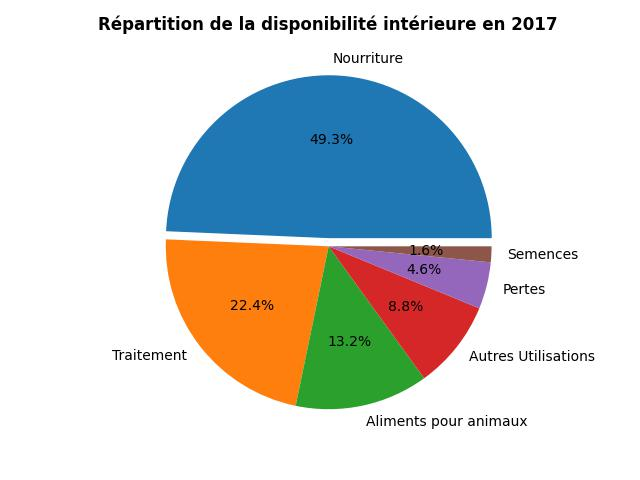 Répartition de la disponibilité intérieure en 2017
Nourriture
49.3%
1.6%
Semences
4.6%
Pertes
22.4%
8.8%
13.2%
Traitement
Autres Utilisations
Aliments pour animaux